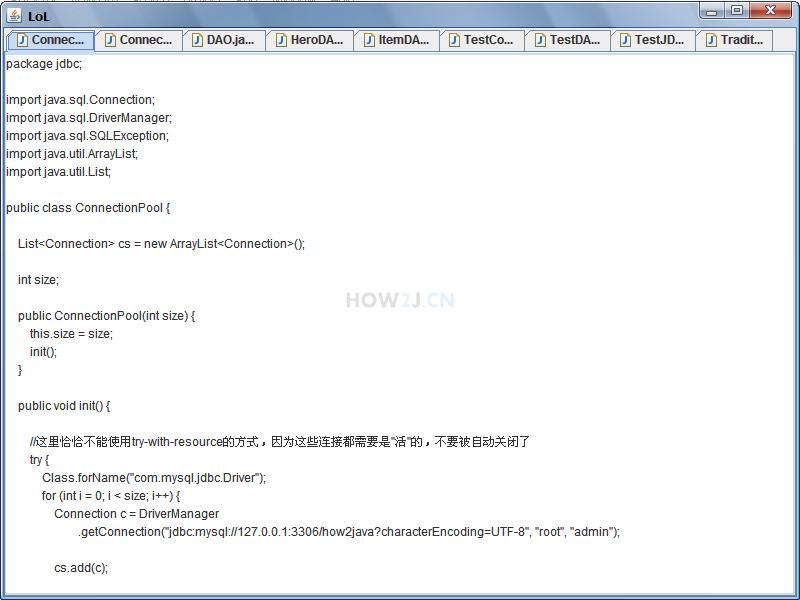 LoL
Connec... Connec... DAO.ja... HeroDA... ItemDA... TestCo... TestDA... TestJD... Tradit...
package jdbc;
import java.sql.Connection;
import java.sql.DriverManager;
import java.sql.SQLException;
import java.util.ArrayList;
import java.util.List;
public class ConnectionPool {
List<Connection> cs = new ArrayList<Connection>();
int size;
HOW2J.CN
public ConnectionPool(int size) {
this.size = size;
init();
}
public void init() {
//这里恰恰不能使用try-with-resource的方式，因为这些连接都需要是"活"的，不要被自动关闭了
try {
Class.forName("com.mysql.jdbc.Driver");
for (int i = 0; i < size; i++) {
Connection c = DriverManager
.getConnection("jdbc:mysql://127.0.0.1:3306/how2java?characterEncoding=UTF-8", "root", "admin");
cs.add(c);